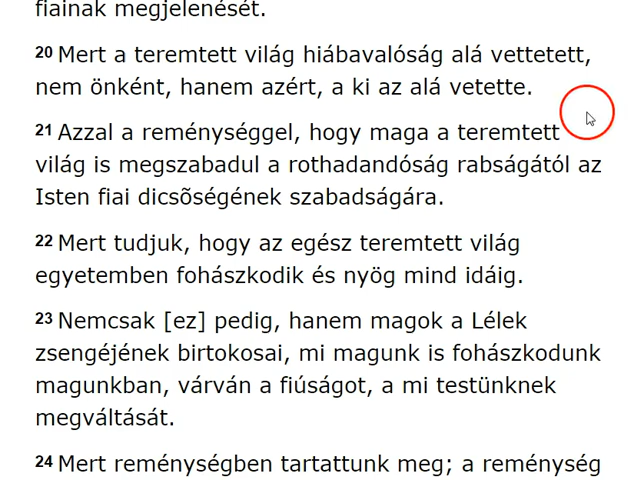 fiainak megjelenését.
20 Mert a teremtett világ hiábavalóság alá vettetett,
nem önként, hanem azért, a ki az alá vetette.
21 Azzal a reménységgel, hogy maga a teremtett
világ is megszabadul a rothadandóság rabságától az
Isten fiai dicsõségének szabadságára.
22 Mert tudjuk, hogy az egész teremtett világ
egyetemben fohászkodik és nyög mind idáig.
23 Nemcsak [ez] pedig, hanem magok a Lélek
zsengéjének birtokosai, mi magunk is fohászkodunk
magunkban, várván a fiúságot, a mi testünknek
megváltását.
24 Mert reménységben tartattunk meg; a reménység